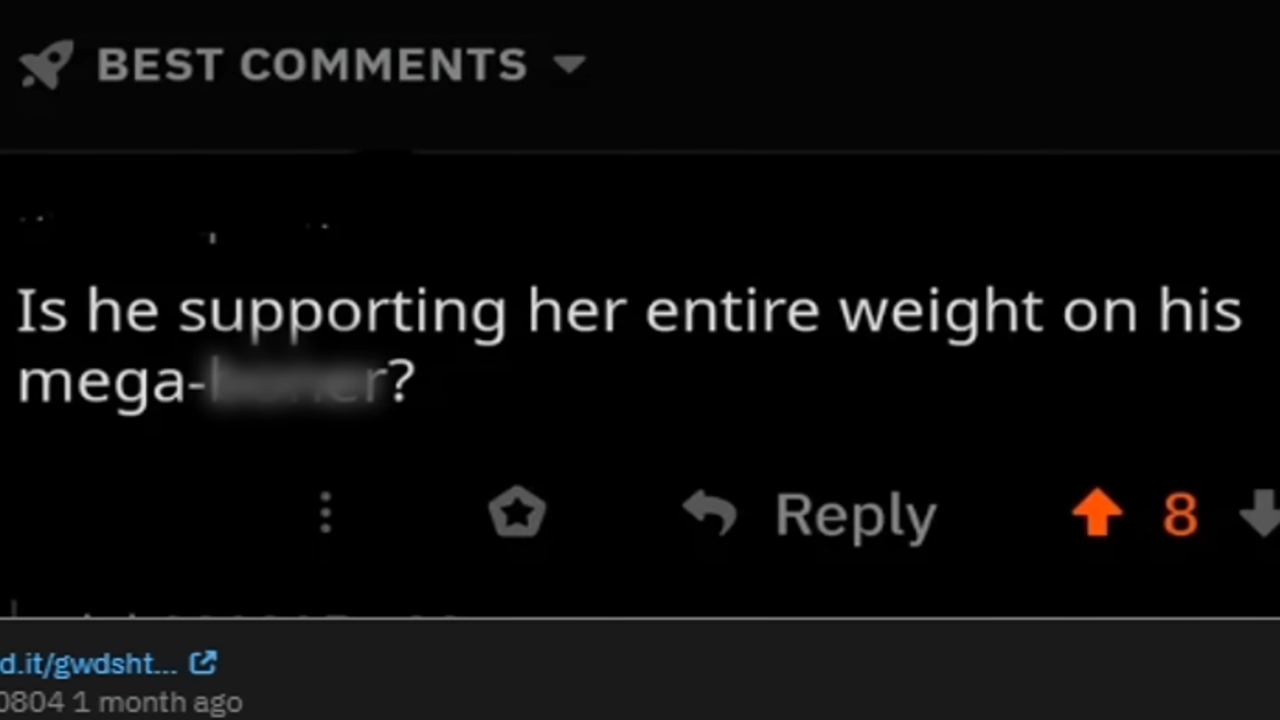 BEST COMMENTS
Is he supporting her entire weight on his
mega-boner?
Reply 8
d.it/gwdsht...
0804 1 month ago